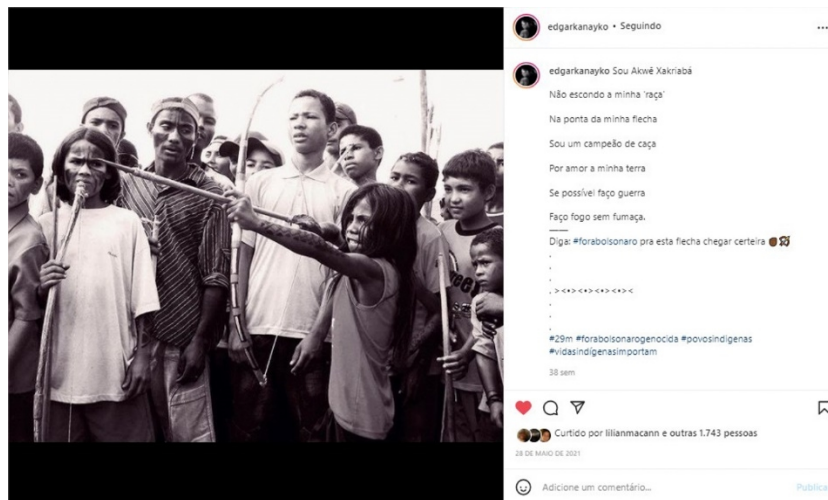 edgarkanayko • Seguindo
edgarkanayko Sou Akwê Xakriabá
Não escondo a minha 'raça'
Na ponta da minha flecha
Sou um campeão de caça
Por amor a minha terra
Se possível faço guerra
Faço fogo sem fumaça.
——
Diga: #forabolsonaro pra esta flecha chegar certeira ✊🏾🏹
.
.
.
. ><•><•><•><•><
.
.
.
#29m #forabolsonarogenocida #povosindigenas
#vidasindígenasimportam
38 sem
Curtido por lilianmacann e outras 1.743 pessoas
28 DE MAIO DE 2021
Adicione um comentário...
Publica